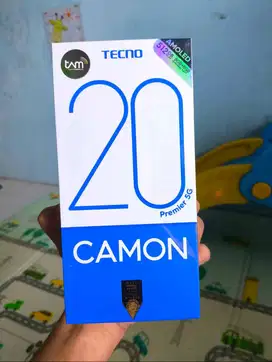 tam
TECNO
AMOLED
20
Premier 5G
CAMON